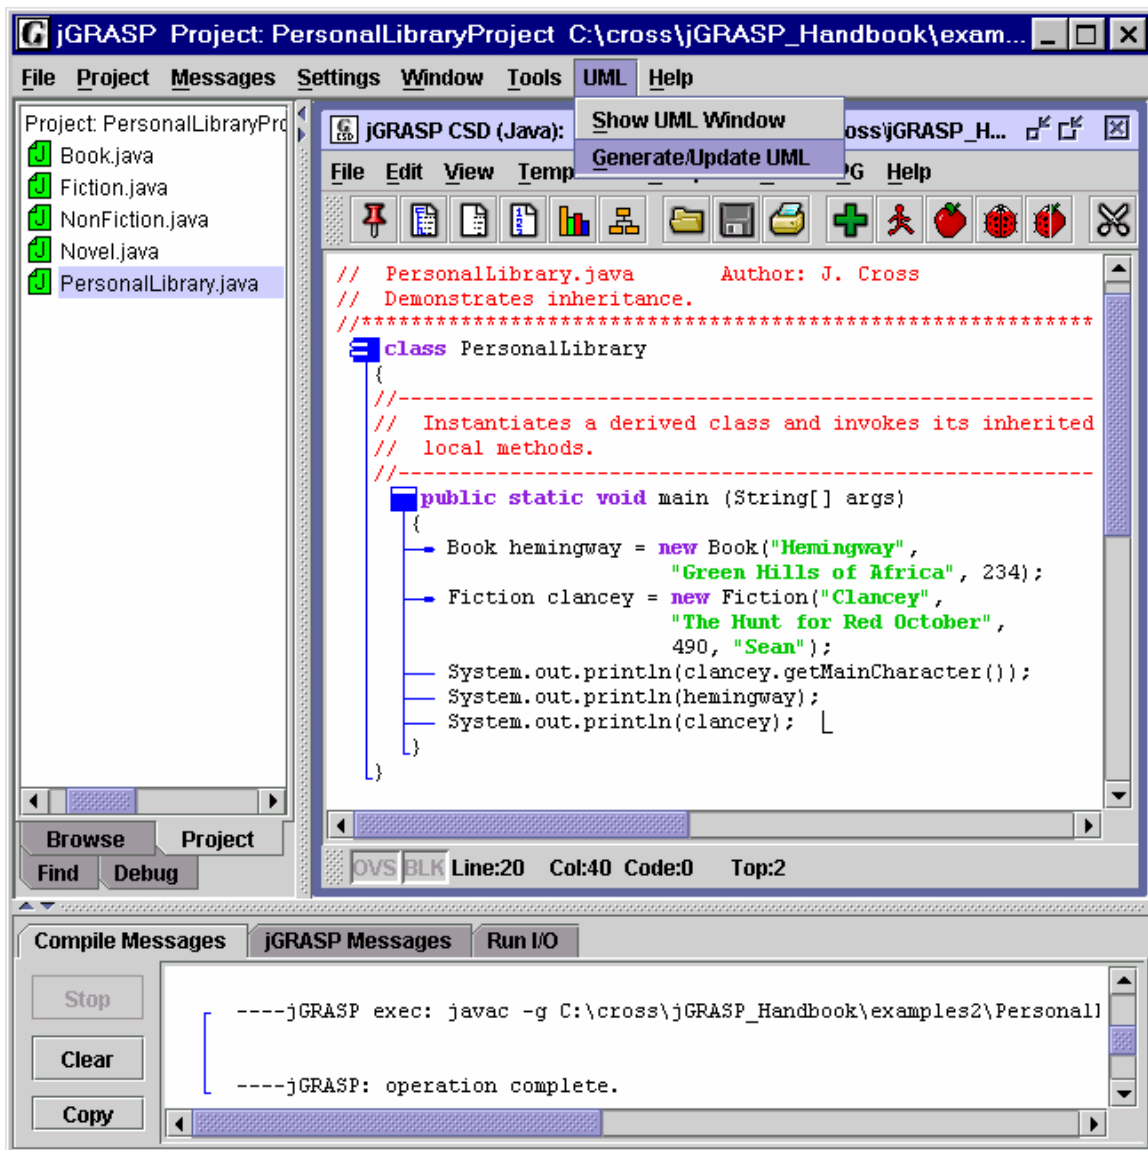 jGRASP Project: PersonalLibraryProject C:\cross\jGRASP_Handbook\exam...
File Project Messages Settings Window Tools UML Help
Show UML Window
Generate/Update UML
Project: PersonalLibraryPro
Book.java
Fiction.java
NonFiction.java
Novel.java
PersonalLibrary.java
Browse Project
Find Debug
jGRASP CSD (Java): oss\jGRASP_H...
File Edit View Temp PG Help
// PersonalLibrary.java Author: J. Cross
// Demonstrates inheritance.
//***********************************************************
class PersonalLibrary
{
//--------------------------------------------------------
// Instantiates a derived class and invokes its inherited
// local methods.
//--------------------------------------------------------
public static void main (String[] args)
{
Book hemingway = new Book("Hemingway",
"Green Hills of Africa", 234);
Fiction clancey = new Fiction("Clancey",
"The Hunt for Red October",
490, "Sean");
System.out.println(clancey.getMainCharacter());
System.out.println(hemingway);
System.out.println(clancey);
}
}
OVS BLK Line:20 Col:40 Code:0 Top:2
Compile Messages jGRASP Messages Run I/O
Stop
Clear
Copy
----jGRASP exec: javac -g C:\cross\jGRASP_Handbook\examples2\Personal
----jGRASP: operation complete.